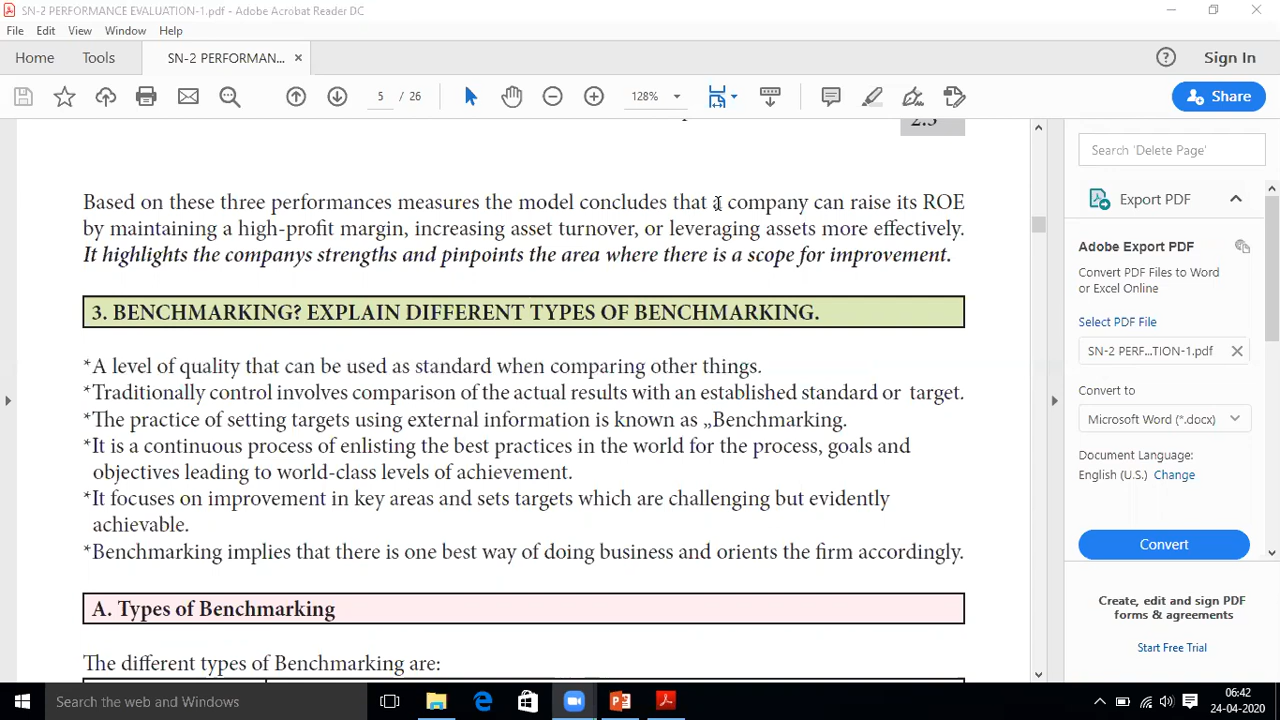 SN-2 PERFORMANCE EVALUATION-1.pdf - Adobe Acrobat Reader DC
File Edit View Window Help
Home Tools SN-2 PERFORMAN... × Sign In
5 / 26 128% Share
2.3
Based on these three performances measures the model concludes that a company can raise its ROE
by maintaining a high-profit margin, increasing asset turnover, or leveraging assets more effectively.
It highlights the companys strengths and pinpoints the area where there is a scope for improvement.
3. BENCHMARKING? EXPLAIN DIFFERENT TYPES OF BENCHMARKING.
*A level of quality that can be used as standard when comparing other things.
*Traditionally control involves comparison of the actual results with an established standard or target.
*The practice of setting targets using external information is known as „Benchmarking.
*It is a continuous process of enlisting the best practices in the world for the process, goals and
objectives leading to world-class levels of achievement.
*It focuses on improvement in key areas and sets targets which are challenging but evidently
achievable.
*Benchmarking implies that there is one best way of doing business and orients the firm accordingly.
A. Types of Benchmarking
The different types of Benchmarking are:
Search 'Delete Page'
Export PDF
Adobe Export PDF
Convert PDF Files to Word
or Excel Online
Select PDF File
SN-2 PERF...TION-1.pdf
Convert to
Microsoft Word (*.docx)
Document Language:
English (U.S.) Change
Convert
Create, edit and sign PDF
forms & agreements
Start Free Trial
Search the web and Windows
06:42
24-04-2020